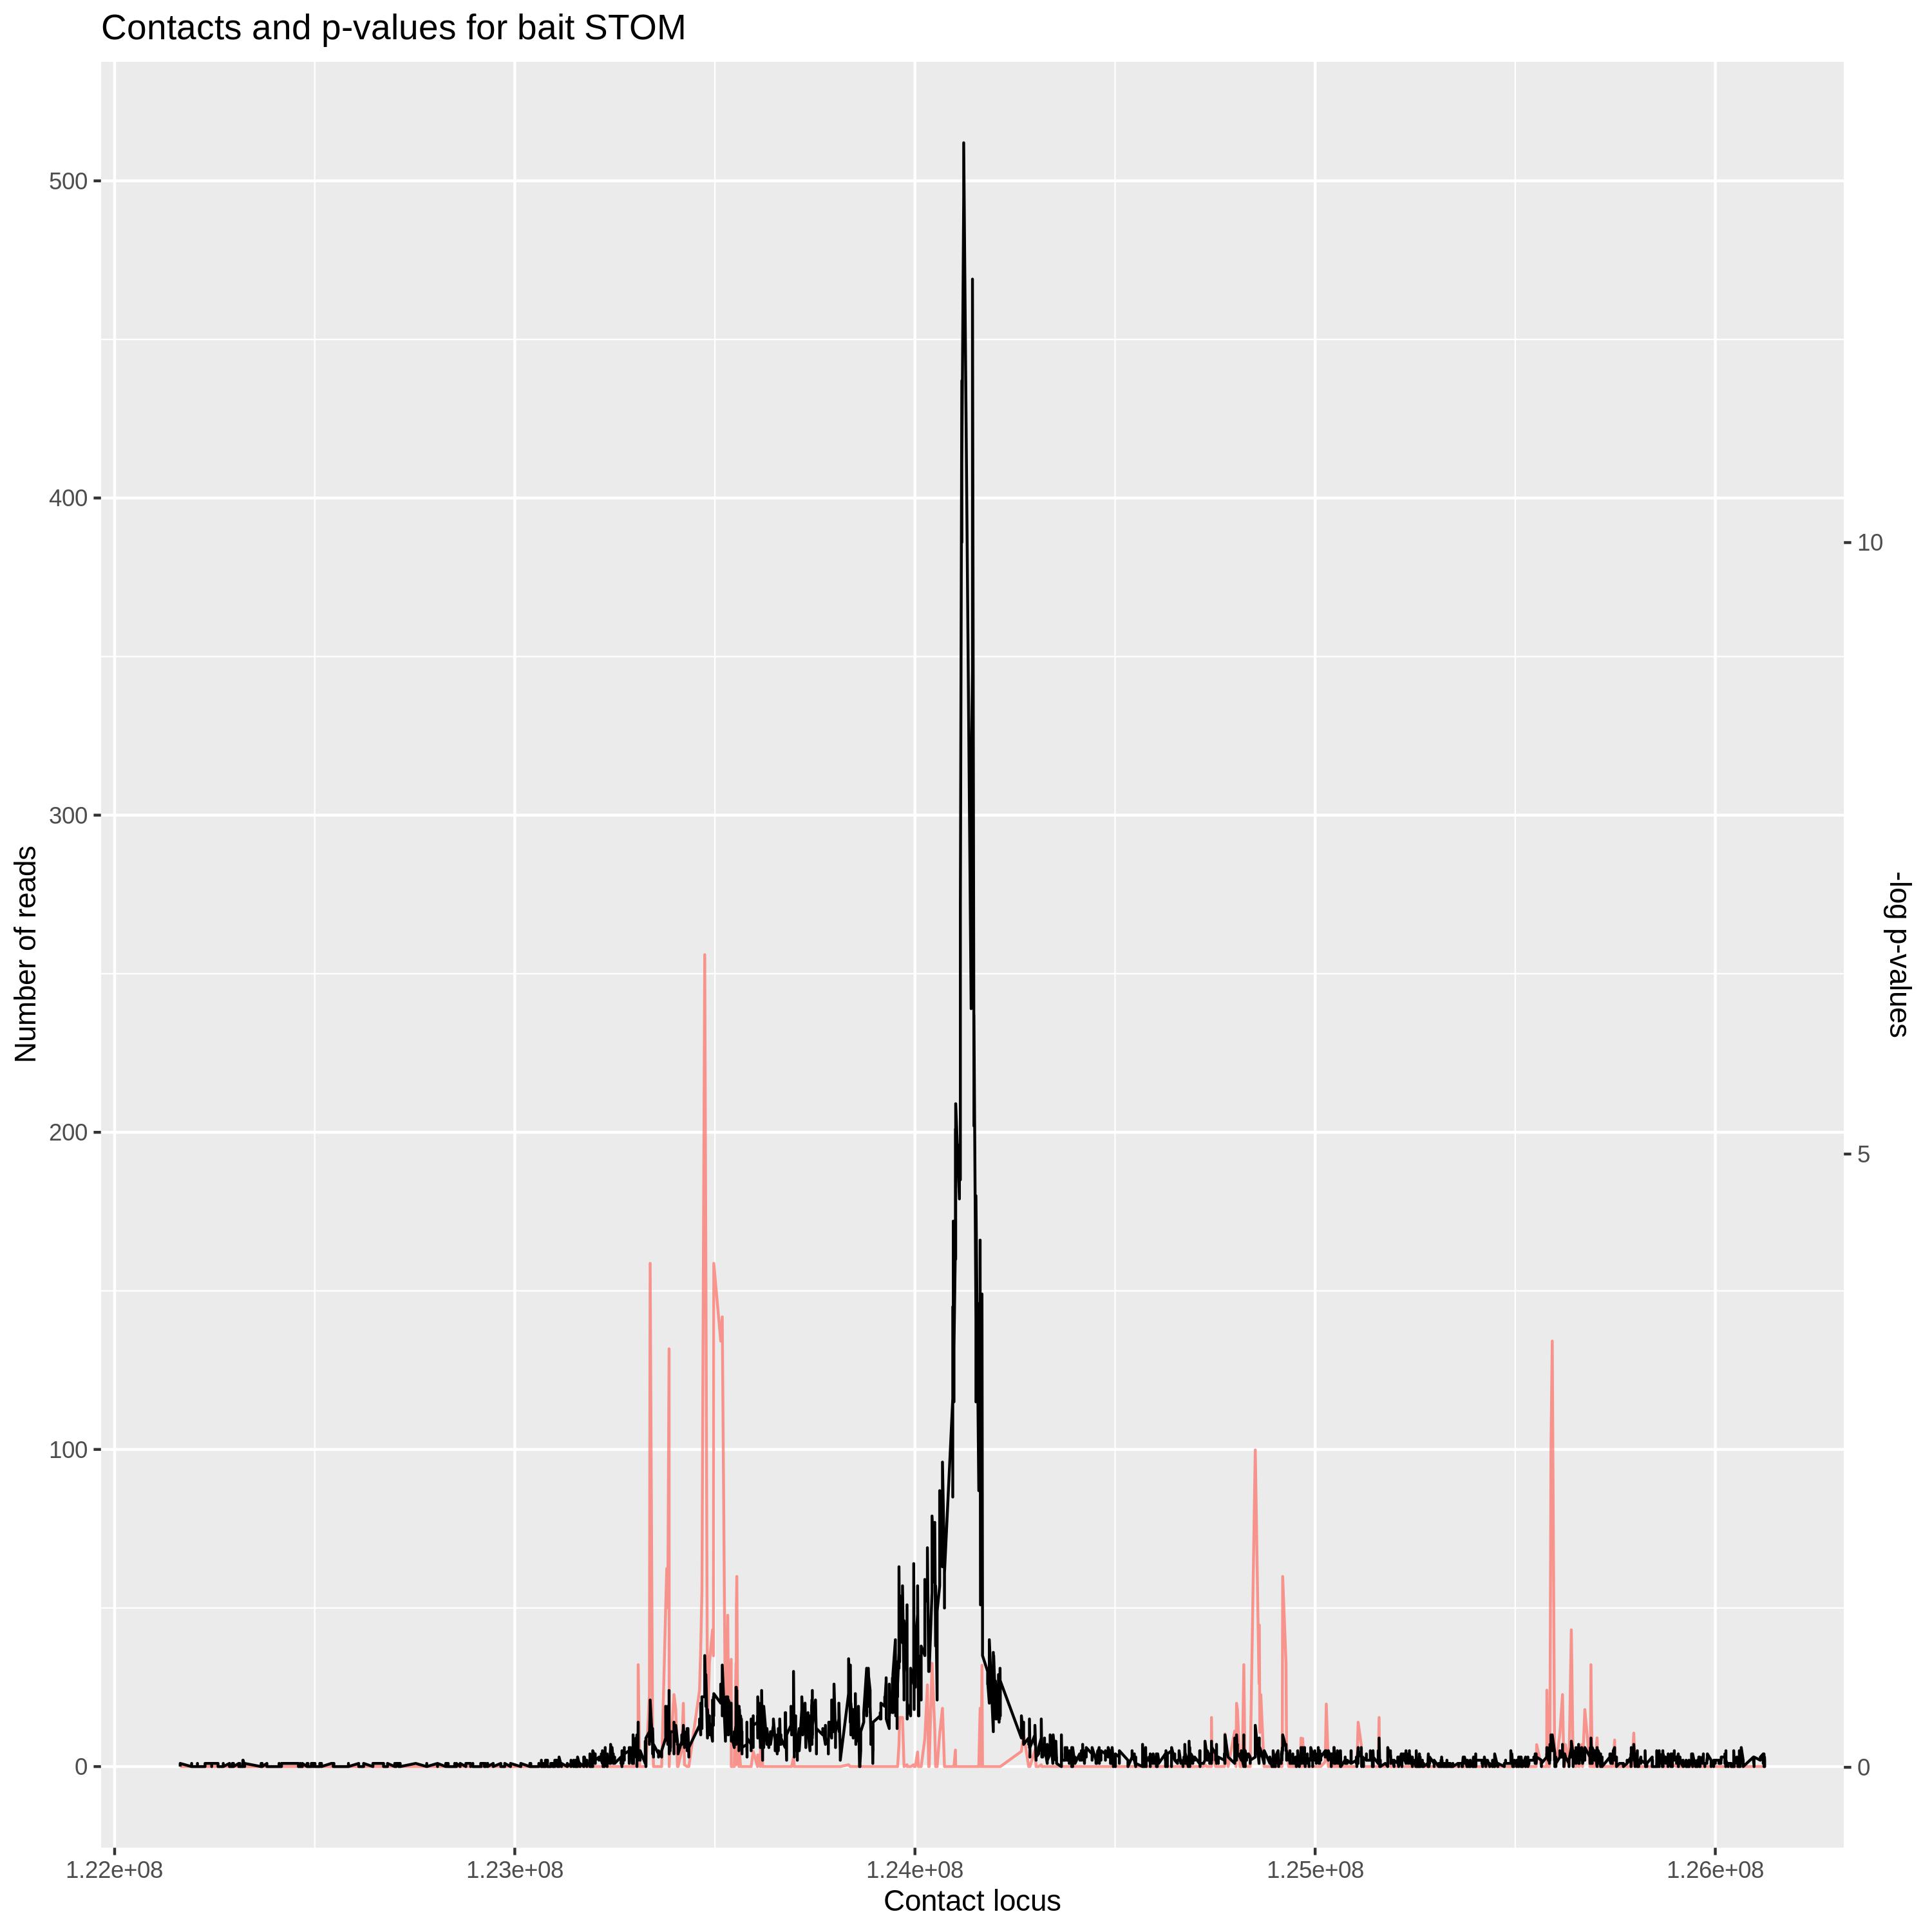 Contacts and p-values for bait STOM
500
400
300
200
100
0
Number of reads
10
5
0
-log p-values
1.22e+08
1.23e+08
1.24e+08
1.25e+08
1.26e+08
Contact locus